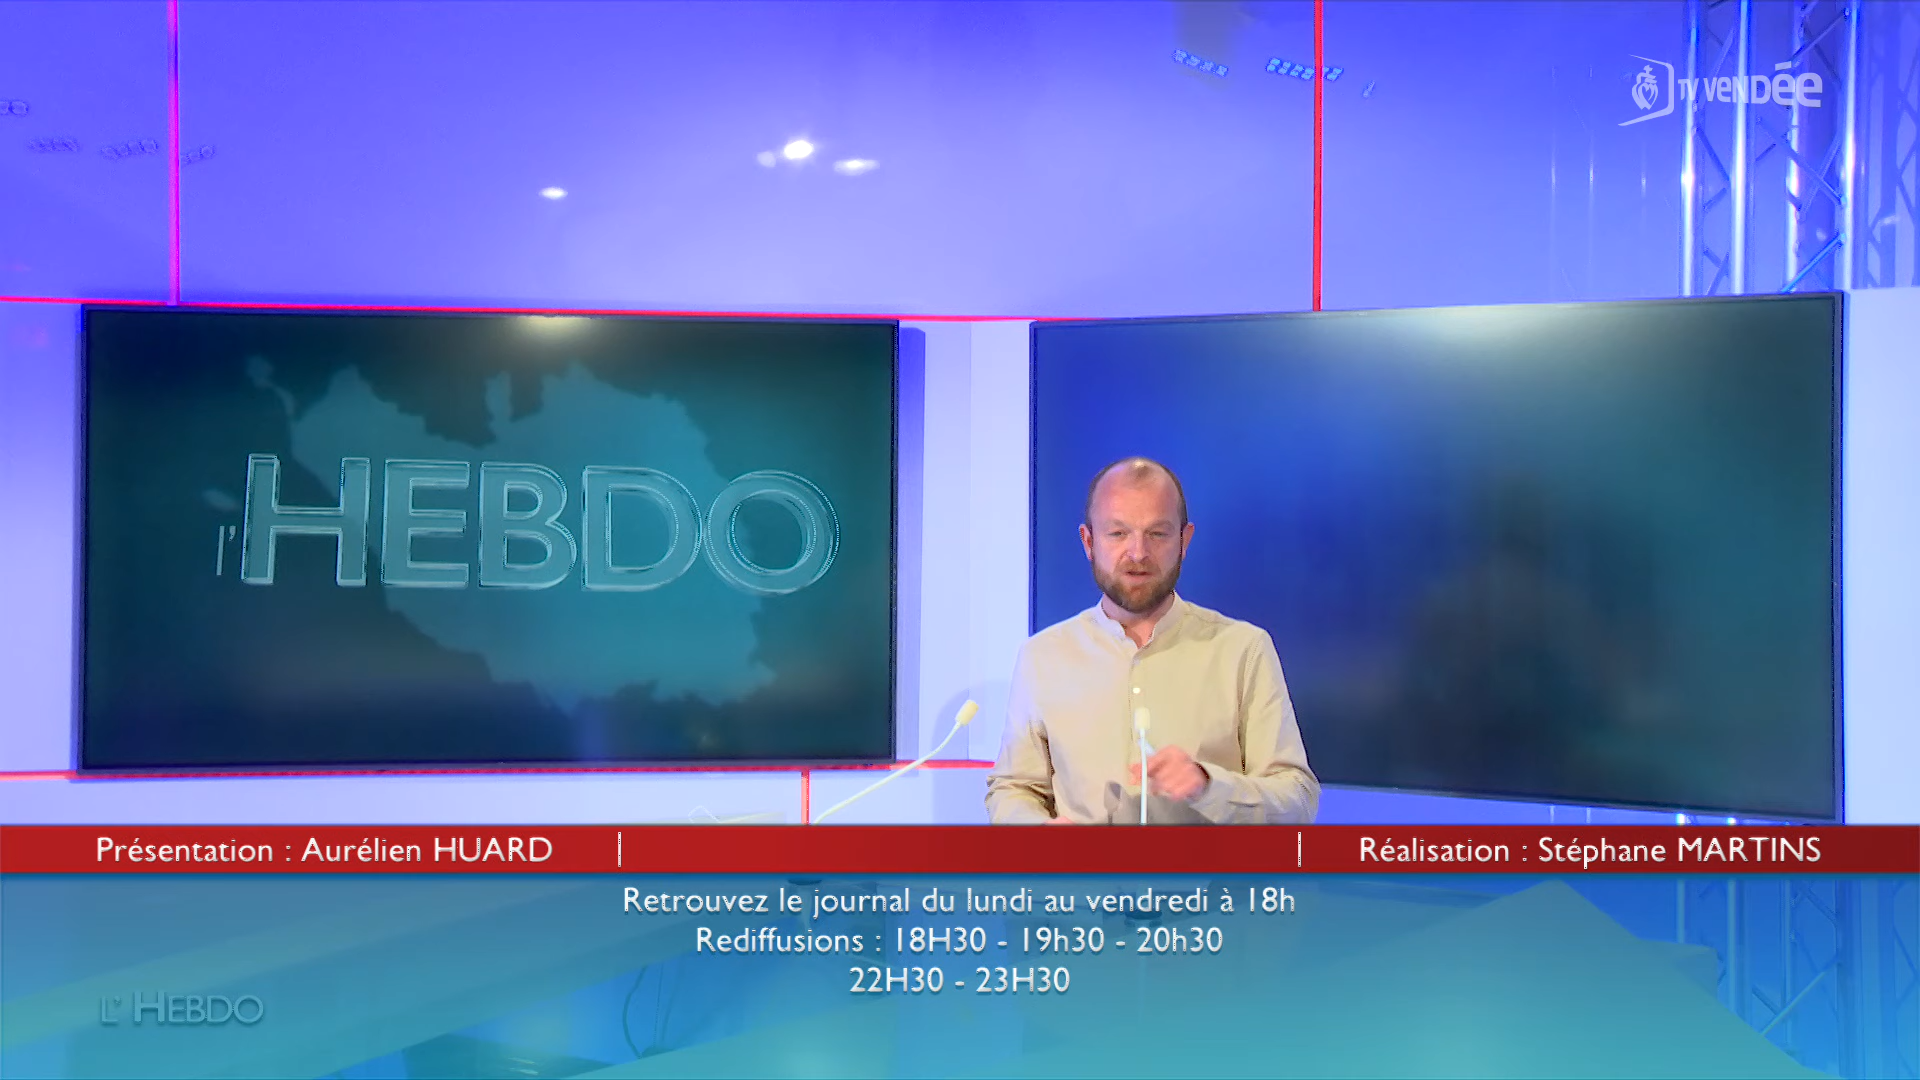 TV VENDÉE
l'HEBDO
Présentation : Aurélien HUARD
Réalisation : Stéphane MARTINS
Retrouvez le journal du lundi au vendredi à 18h
Rediffusions : 18H30 - 19h30 - 20h30
22H30 - 23H30
L' HEBDO